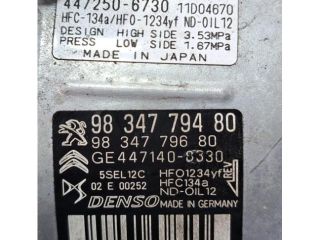 447250-6730 11D04670
HFC-134a/HFO-1234yf ND-OIL12
DESIGN HIGH SIDE 3.53MPa
PRESS LOW SIDE 1.67MPa
MADE IN JAPAN
98 347 794 80
98 347 796 80
GE447140-8330
REV
5SEL12C HFO1234yf
02 E 00252 HFC134a
ND-OIL12
DENSO MADE IN GERMANY